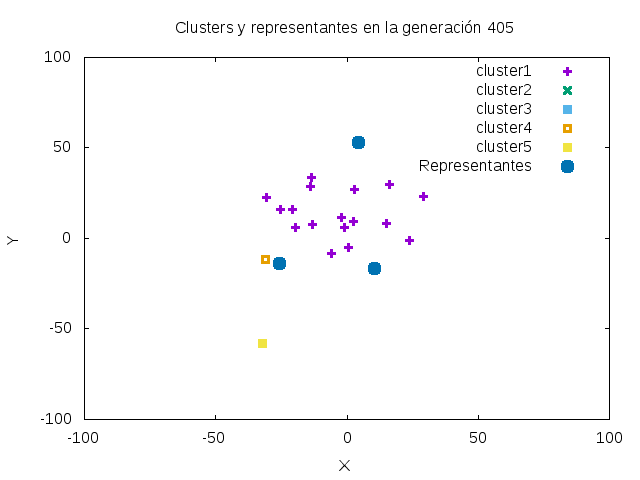 Clusters y representantes en la generación 405
100
50
0
-50
-100
-100
-50
0
50
100
Y
X
cluster1
cluster2
cluster3
cluster4
cluster5
Representantes